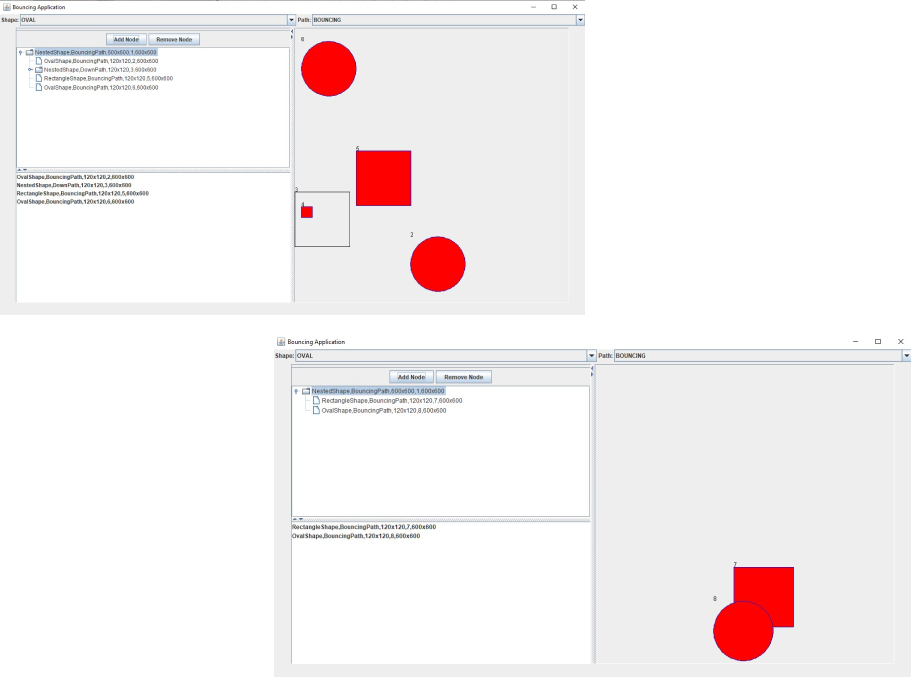 Bouncing Application
Shape: OVAL Path: BOUNCING
Add Node Remove Node
NestedShape,BouncingPath,600x600,1,600x600
OvalShape,BouncingPath,120x120,2,600x600
NestedShape,DownPath,120x120,3,600x600
RectangleShape,BouncingPath,120x120,5,600x600
OvalShape,BouncingPath,120x120,6,600x600
OvalShape,BouncingPath,120x120,2,600x600
NestedShape,DownPath,120x120,3,600x600
RectangleShape,BouncingPath,120x120,5,600x600
OvalShape,BouncingPath,120x120,6,600x600
6
5
3
4
2
Bouncing Application
Shape: OVAL Path: BOUNCING
Add Node Remove Node
NestedShape,BouncingPath,600x600,1,600x600
RectangleShape,BouncingPath,120x120,7,600x600
OvalShape,BouncingPath,120x120,8,600x600
RectangleShape,BouncingPath,120x120,7,600x600
OvalShape,BouncingPath,120x120,8,600x600
7
8